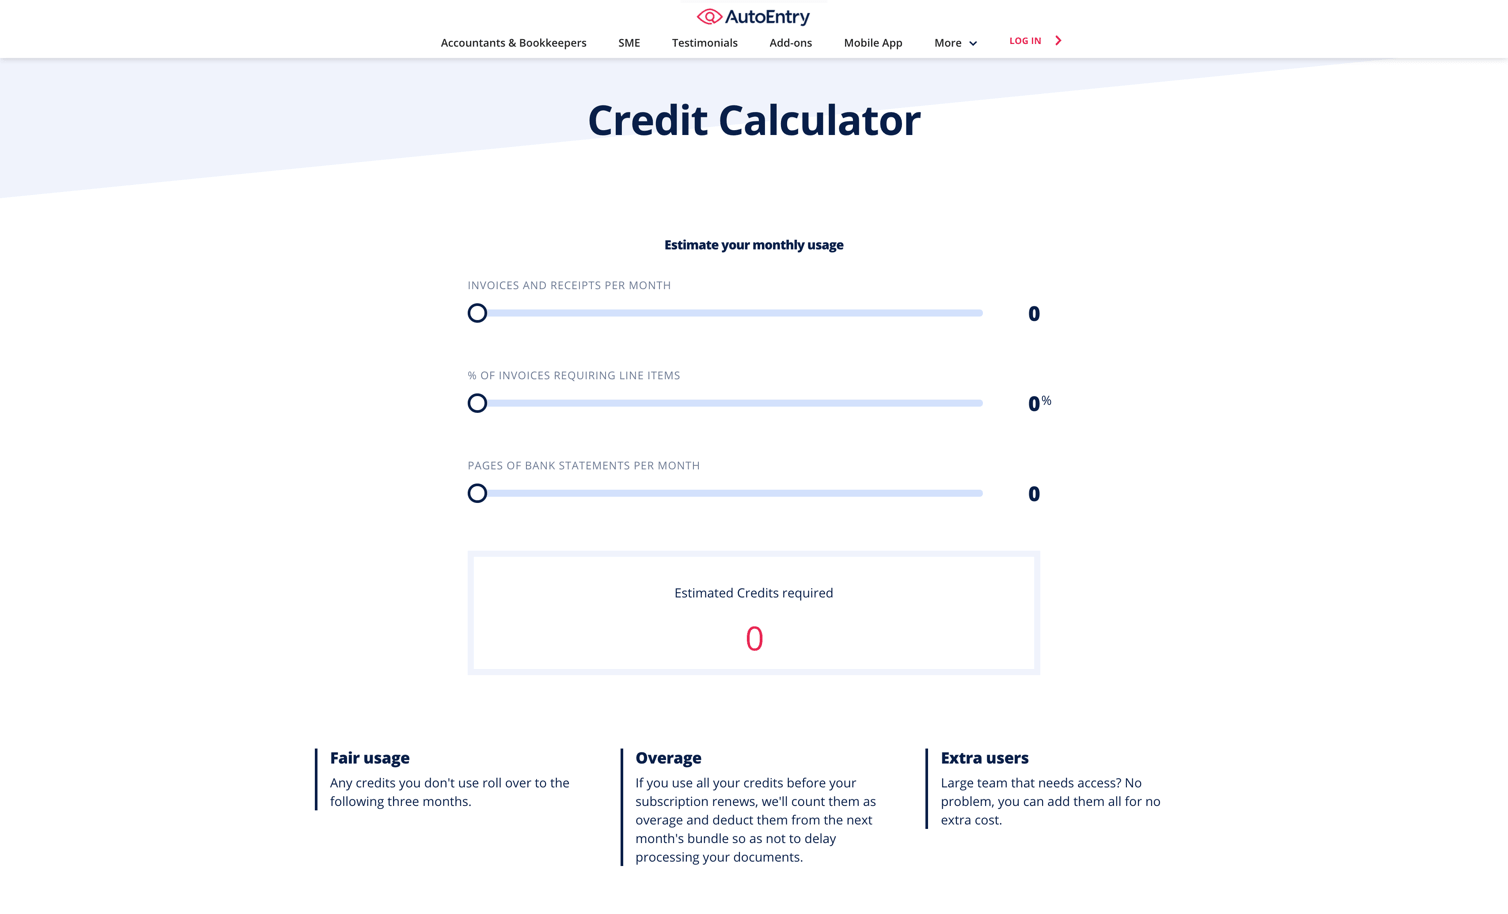 AutoEntry
Accountants & Bookkeepers SME Testimonials Add-ons Mobile App More LOG IN
Credit Calculator
Estimate your monthly usage
INVOICES AND RECEIPTS PER MONTH
0
% OF INVOICES REQUIRING LINE ITEMS
0%
PAGES OF BANK STATEMENTS PER MONTH
0
Estimated Credits required
0
Fair usage
Any credits you don't use roll over to the
following three months.
Overage
If you use all your credits before your
subscription renews, we'll count them as
overage and deduct them from the next
month's bundle so as not to delay
processing your documents.
Extra users
Large team that needs access? No
problem, you can add them all for no
extra cost.